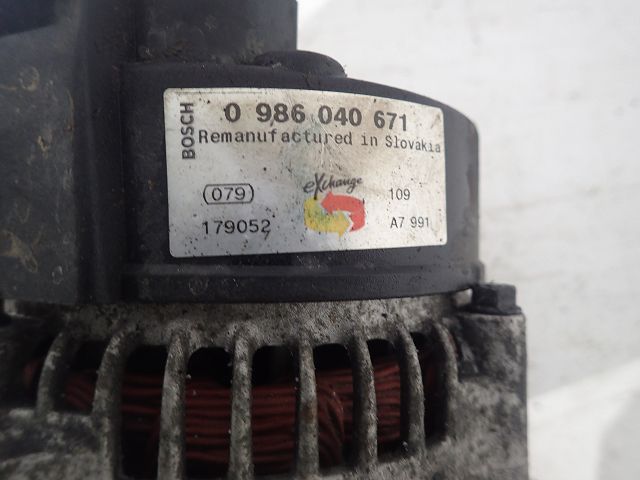 BOSCH
0 986 040 671
Remanufactured in Slovakia
079
eXchange
109
179052
A7 991